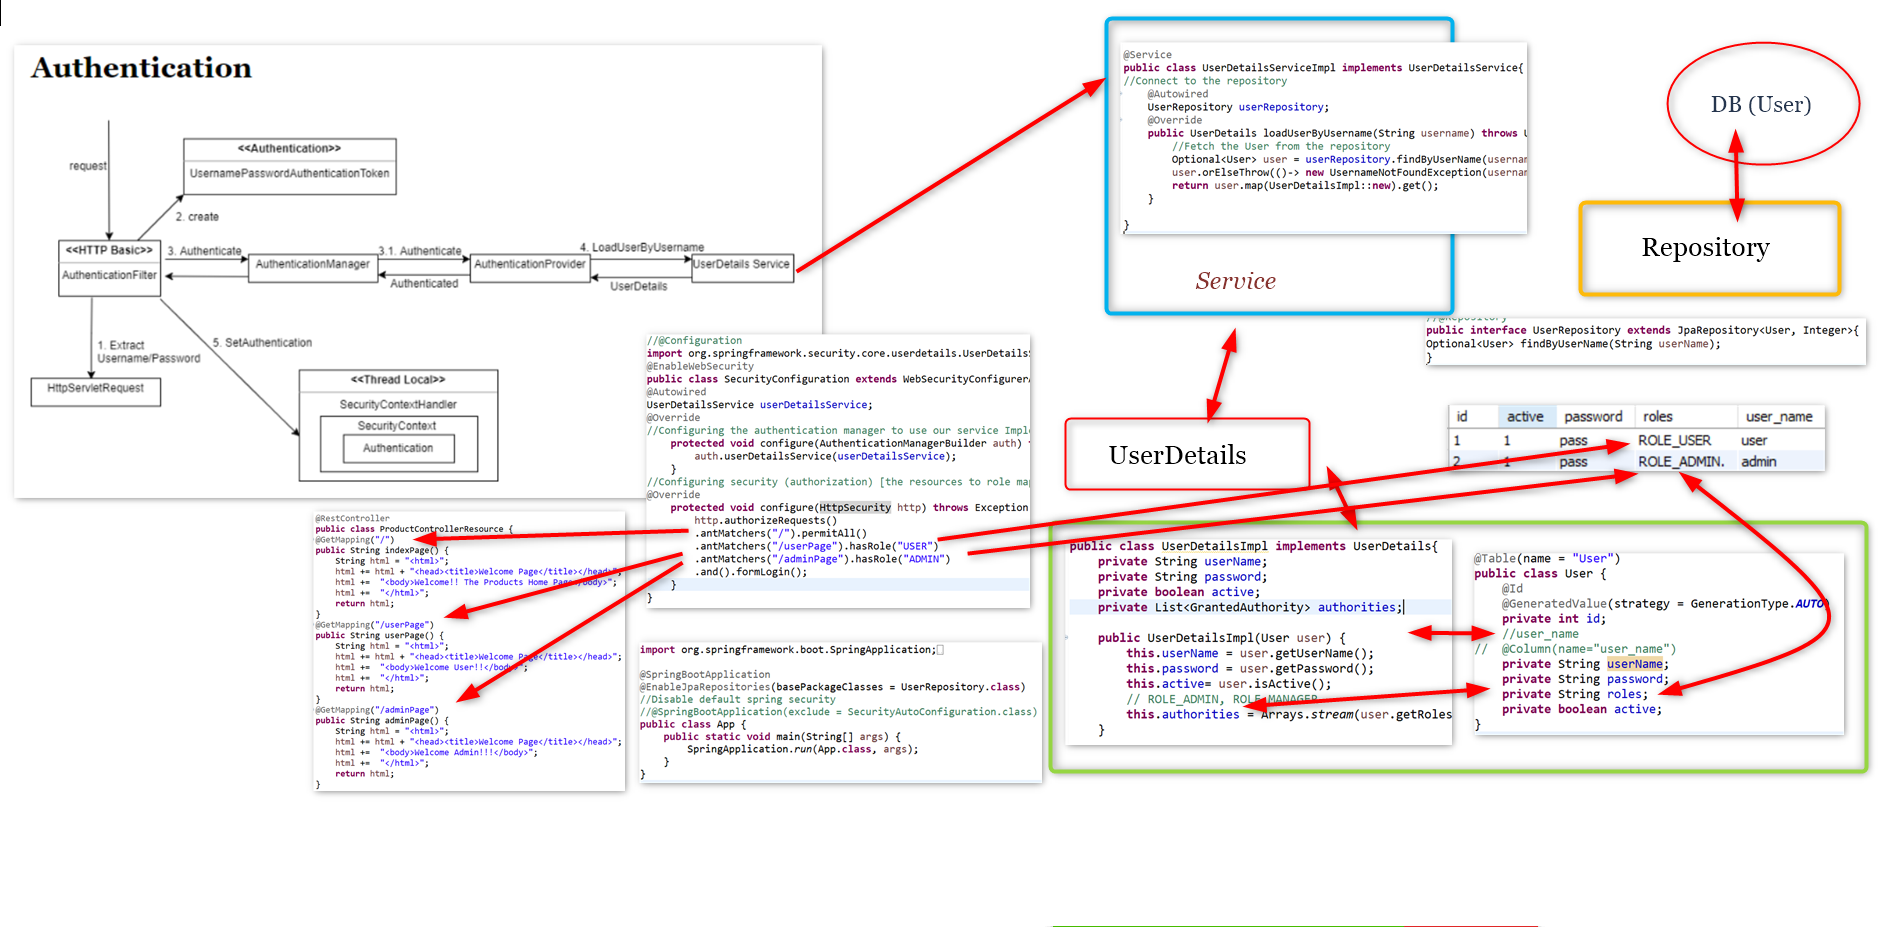 Authentication
request
<<Authentication>>
UsernamePasswordAuthenticationToken
2. create
<<HTTP Basic>>
AuthenticationFilter
3. Authenticate
AuthenticationManager
3.1. Authenticate
Authenticated
AuthenticationProvider
4. LoadUserByUsername
UserDetails
UserDetails Service
1. Extract
Username/Password
HttpServletRequest
5. SetAuthentication
<<Thread Local>>
SecurityContextHandler
SecurityContext
Authentication
@Service
public class UserDetailsServiceImpl implements UserDetailsService{
//Connect to the repository
@Autowired
UserRepository userRepository;
@Override
public UserDetails loadUserByUsername(String username) throws
//Fetch the User from the repository
Optional<User> user = userRepository.findByUserName(
user.orElseThrow(()-> new UsernameNotFoundException(
return user.map(UserDetailsImpl::new).get();
}
}
Service
DB (User)
Repository
//@Repository
public interface UserRepository extends JpaRepository<User, Integer>{
Optional<User> findByUserName(String userName);
}
id active password roles user_name
1 1 pass ROLE_USER user
2 1 pass ROLE_ADMIN. admin
UserDetails
//@Configuration
import org.springframework.security.core.userdetails.
@EnableWebSecurity
public class SecurityConfiguration extends
@Autowired
UserDetailsService userDetailsService;
@Override
//Configuring the authentication manager to use our service
protected void configure(AuthenticationManagerBuilder auth)
auth.userDetailsService(userDetailsService);
}
//Configuring security (authorization) [the resources to role
@Override
protected void configure(HttpSecurity http) throws Exception
http.authorizeRequests()
.antMatchers("/").permitAll()
.antMatchers("/userPage").hasRole("USER")
.antMatchers("/adminPage").hasRole("ADMIN")
.and().formLogin();
}
}
@RestController
public class ProductControllerResource {
@GetMapping("/")
public String indexPage() {
String html = "<html>";
html += html + "<head><title>Welcome Page</title></head>";
html += "<body>Welcome!! The Products Home Page</body>";
html += "</html>";
return html;
}
@GetMapping("/userPage")
public String userPage() {
String html = "<html>";
html += html + "<head><title>Welcome Page</title></head>";
html += "<body>Welcome User!!</body>";
html += "</html>";
return html;
}
@GetMapping("/adminPage")
public String adminPage() {
String html = "<html>";
html += html + "<head><title>Welcome Page</title></head>";
html += "<body>Welcome Admin!!!</body>";
html += "</html>";
return html;
}
import org.springframework.boot.SpringApplication;
@SpringBootApplication
@EnableJpaRepositories(basePackageClasses = UserRepository.class)
//Disable default spring security
//@SpringBootApplication(exclude = SecurityAutoConfiguration.class)
public class App {
public static void main(String[] args) {
SpringApplication.run(App.class, args);
}
}
public class UserDetailsImpl implements UserDetails{
private String userName;
private String password;
private boolean active;
private List<GrantedAuthority> authorities;
public UserDetailsImpl(User user) {
this.userName = user.getUserName();
this.password = user.getPassword();
this.active= user.isActive();
// ROLE_ADMIN, ROLE_MANAGER
this.authorities = Arrays.stream(user.getRoles
}
@Table(name = "User")
public class User {
@Id
@GeneratedValue(strategy = GenerationType.AUTO)
private int id;
//user_name
// @Column(name="user_name")
private String userName;
private String password;
private String roles;
private boolean active;
}